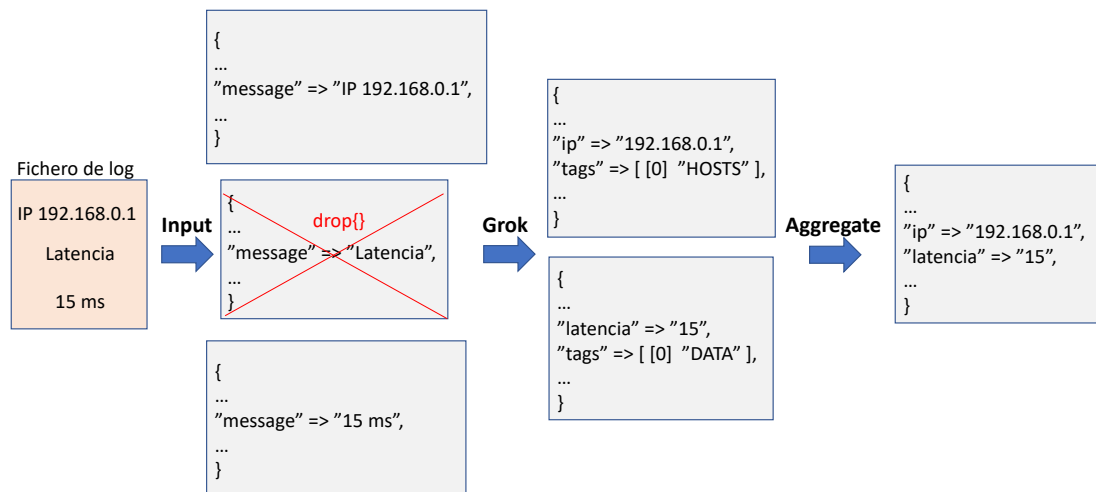 {
...
”message” => ”IP 192.168.0.1”,
...
}
Fichero de log
IP 192.168.0.1
Latencia
15 ms
Input
{
...
”message” => ”Latencia”,
...
}
drop{}
{
...
”message” => ”15 ms”,
...
}
Grok
{
...
”ip” => ”192.168.0.1”,
”tags” => [ [0] ”HOSTS” ],
...
}
{
...
”latencia” => ”15”,
”tags” => [ [0] ”DATA” ],
...
}
Aggregate
{
...
”ip” => ”192.168.0.1”,
”latencia” => ”15”,
...
}